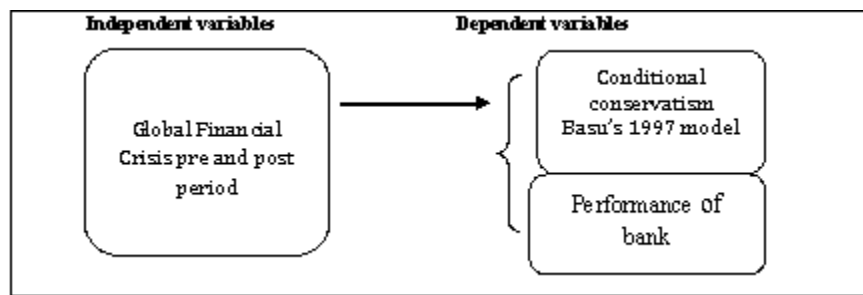 Independent variables
Dependent variables
Global Financial
Crisis pre and post
period
Conditional
conservatism
Basu's 1997 model
Performance of
bank